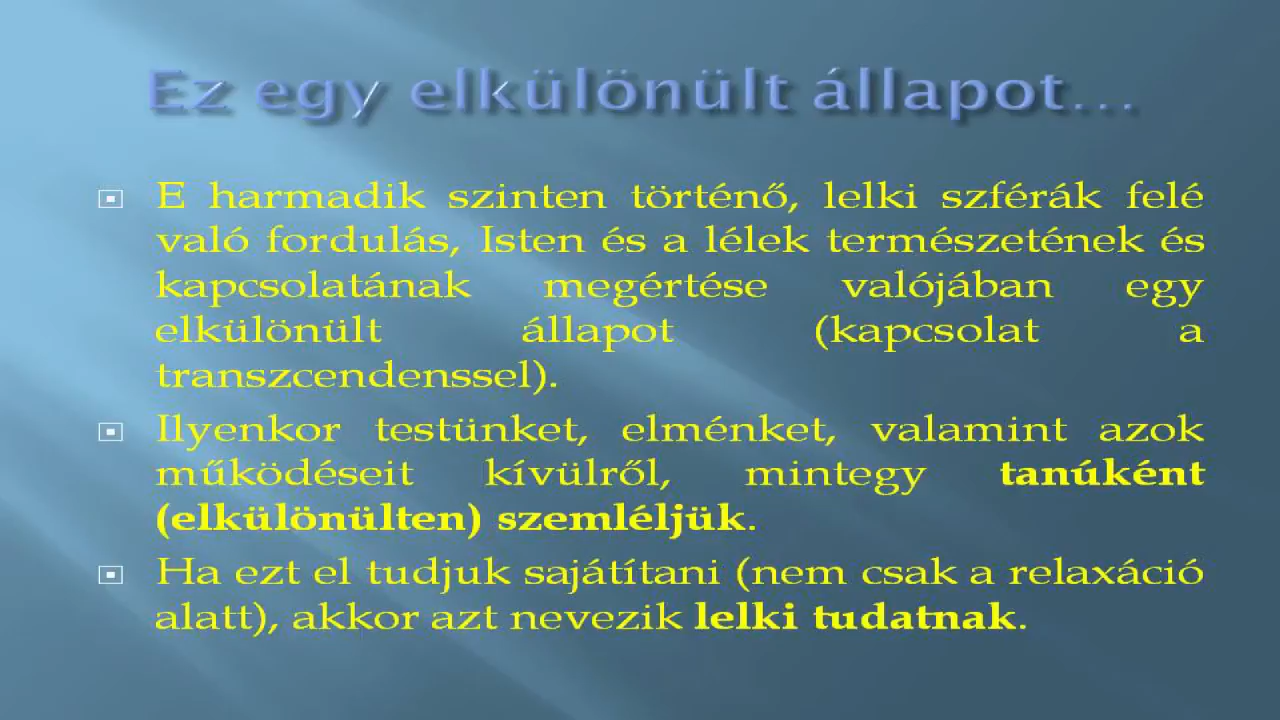 Ez egy elkülönült állapot...
E harmadik szinten történő, lelki szférák felé
való fordulás, Isten és a lélek természetének és
kapcsolatának megértése valójában egy
elkülönült állapot (kapcsolat a
transzcendenssel).
Ilyenkor testünket, elménket, valamint azok
működéseit kívülről, mintegy tanúként
(elkülönülten) szemléljük.
Ha ezt el tudjuk sajátítani (nem csak a relaxáció
alatt), akkor azt nevezik lelki tudatnak.